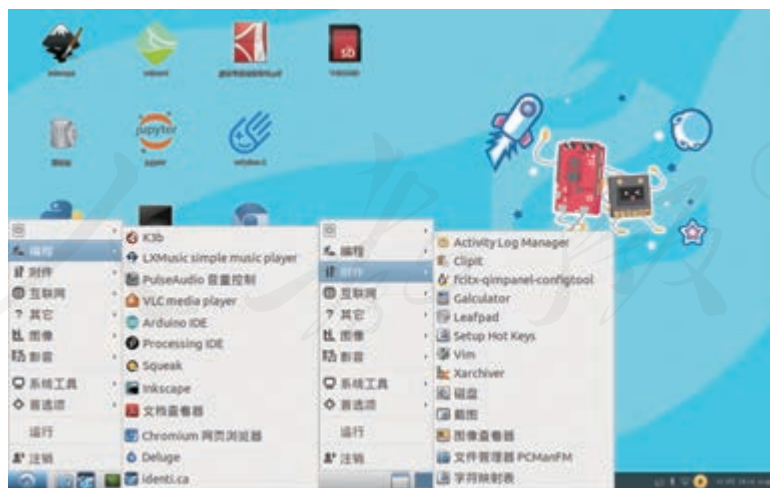 SD
jupyter
编程
附件
互联网
其它
图像
影音
系统工具
首选项
运行
注销
K3b
LXMusic simple music player
PulseAudio 音量控制
VLC media player
Arduino IDE
Processing IDE
Squeak
Inkscape
文档查看器
Chromium 网页浏览器
Deluge
identi.ca
编程
附件
互联网
其它
图像
影音
系统工具
首选项
运行
注销
Activity Log Manager
Clipit
fcitx-qimpanel-configtool
Galculator
Leafpad
Setup Hot Keys
Vim
Xarchiver
磁盘
截图
图像查看器
文件管理器 PCManFM
字符映射表